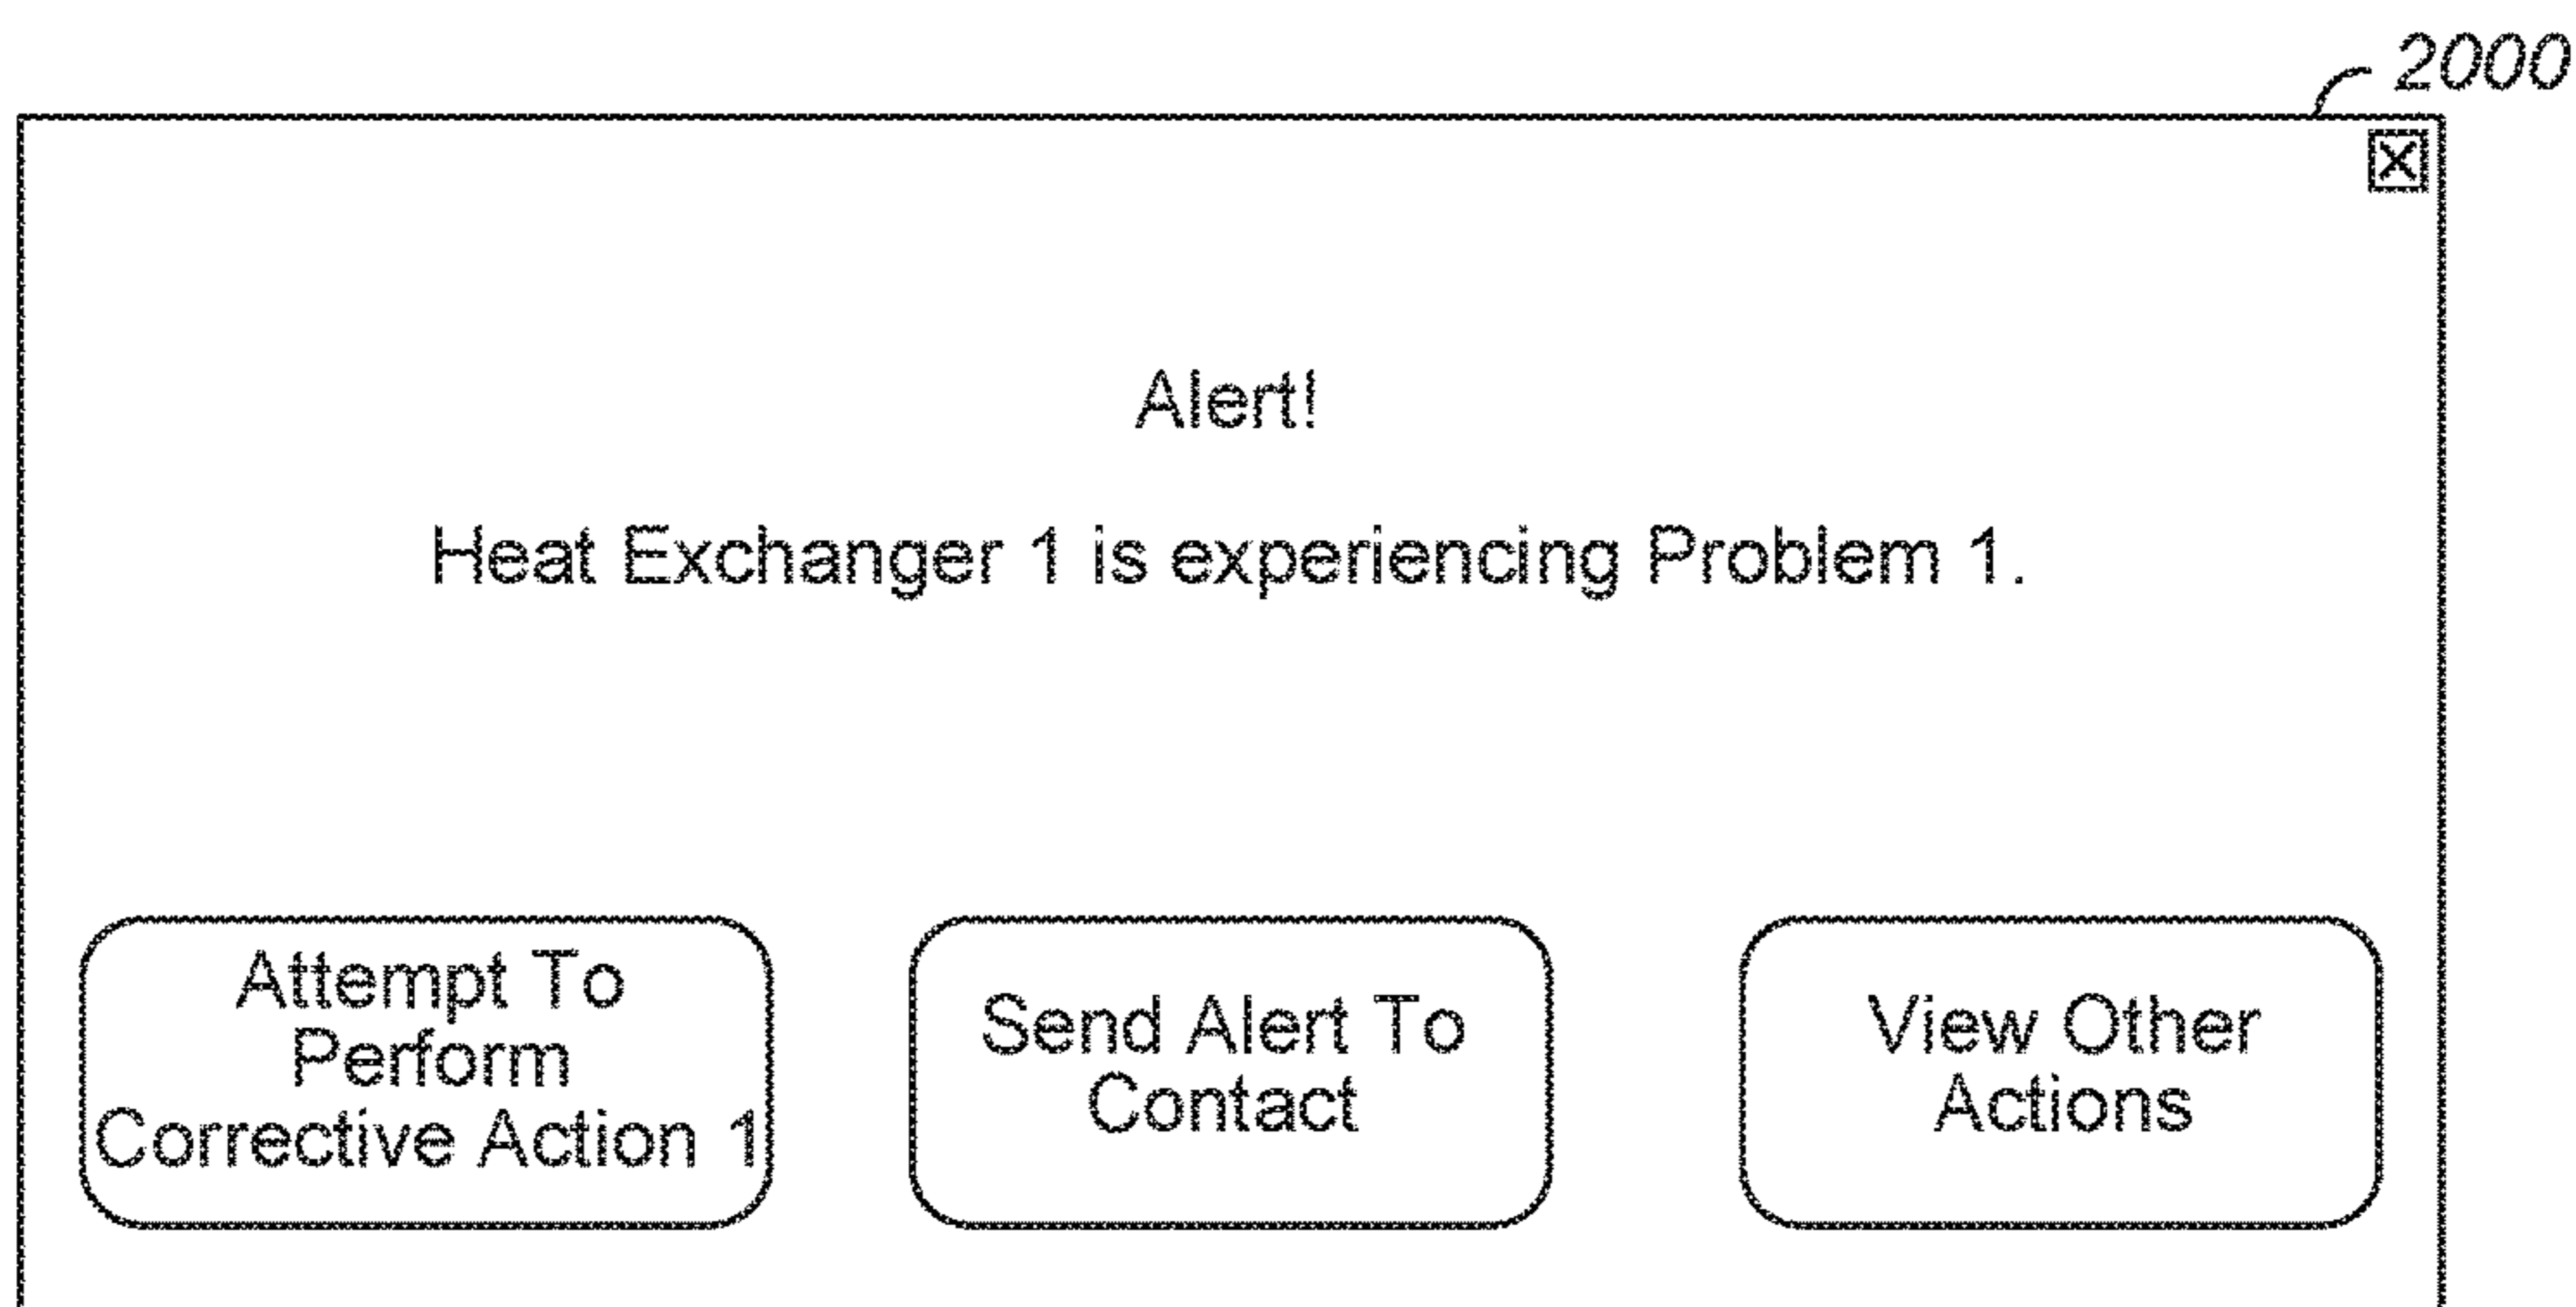 2000
X
Alert!
Heat Exchanger 1 is experiencing Problem 1.
Attempt To
Perform
Corrective Action 1
Send Alert To
Contact
View Other
Actions